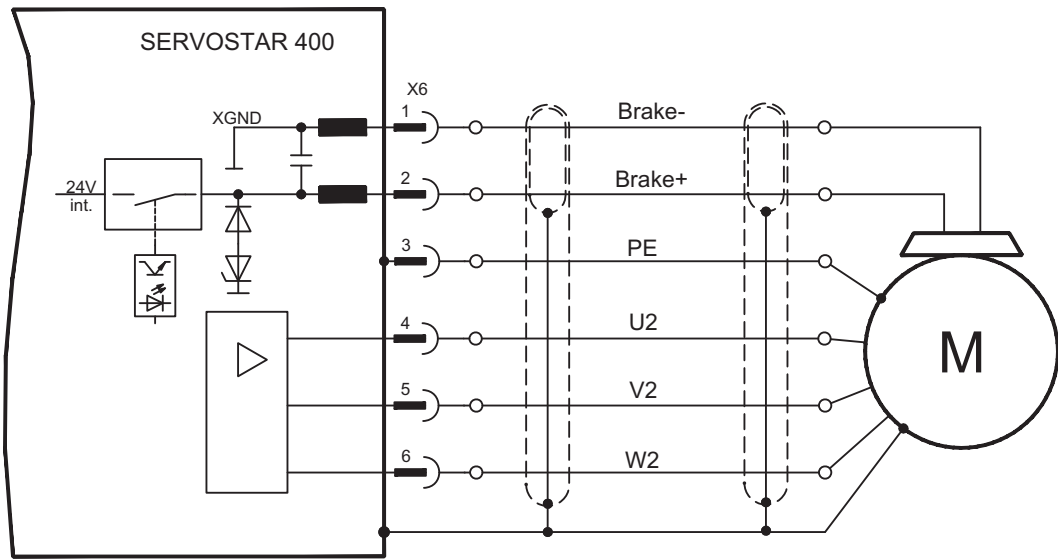 SERVOSTAR 400
X6
XGND
1
Brake-
24V
int.
2
Brake+
3
PE
4
U2
M
5
V2
6
W2